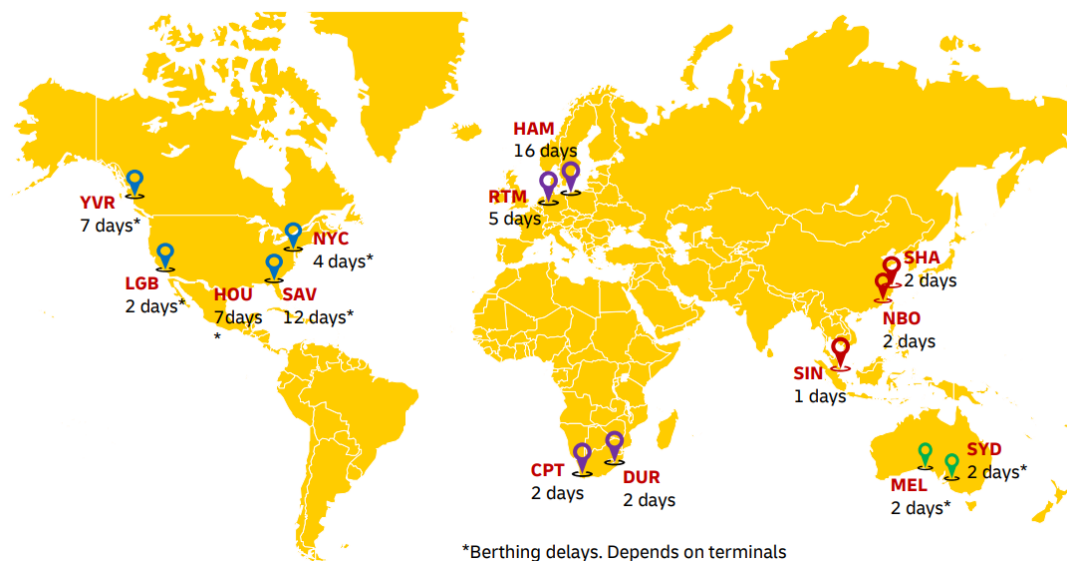 HAM
16 days
RTM
5 days
YVR
7 days*
NYC
4 days*
LGB
2 days*
HOU
7days
*
SAV
12 days*
SHA
2 days
NBO
2 days
SIN
1 days
CPT
2 days
DUR
2 days
SYD
2 days*
MEL
2 days*
*Berthing delays. Depends on terminals